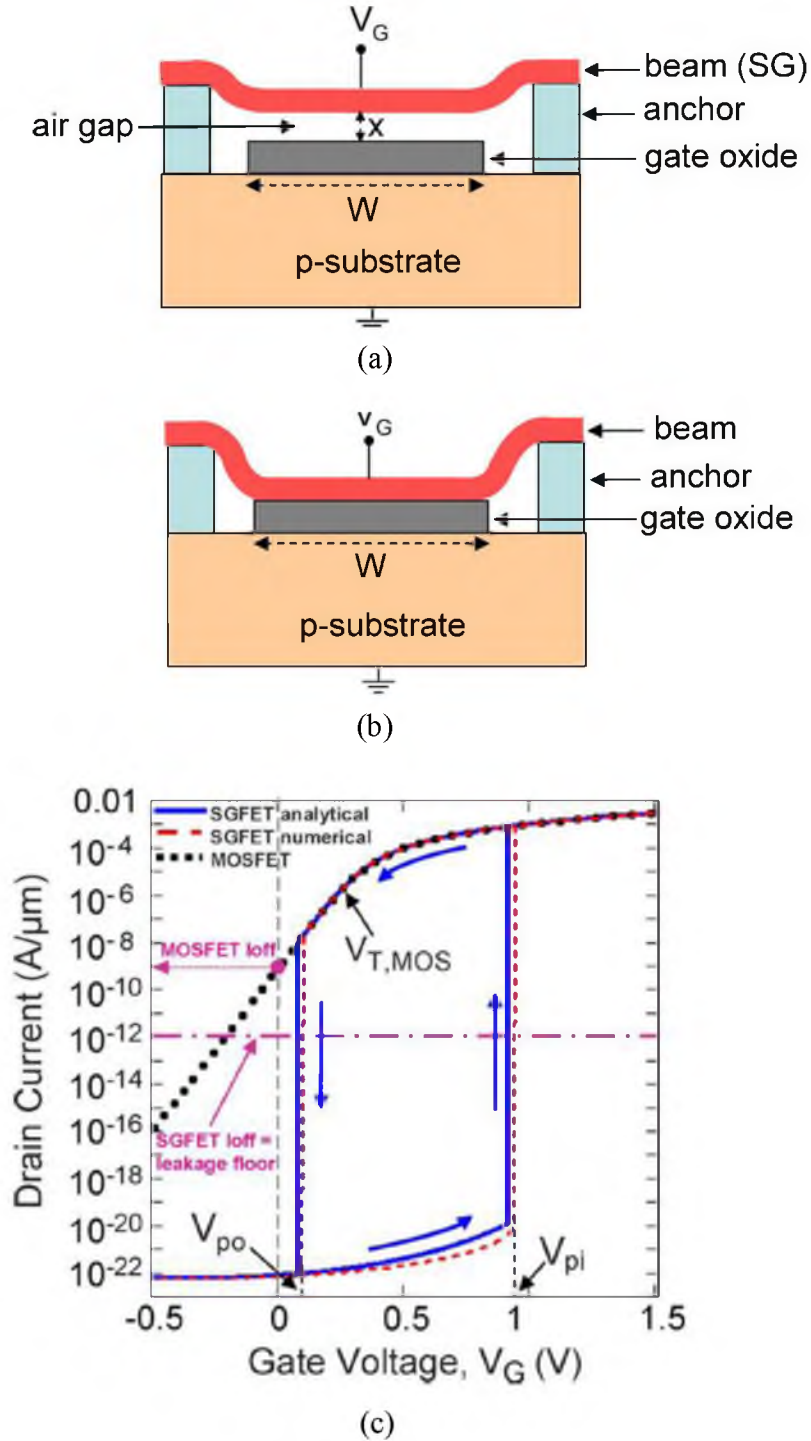 V_G
beam (SG)
anchor
air gap
x
gate oxide
W
p-substrate
(a)
v_G
beam
anchor
gate oxide
W
p-substrate
(b)
0.01
SGFET analytical
SGFET numerical
10^-4
MOSFET
10^-6
V_T,MOS
10^-8
MOSFET Ioff
10^-10
10^-12
10^-14
10^-16
SGFET Ioff =
leakage floor
10^-18
10^-20
V_po
V_pi
10^-22
Drain Current (A/μm)
-0.5
0
0.5
1
1.5
Gate Voltage, V_G (V)
(c)